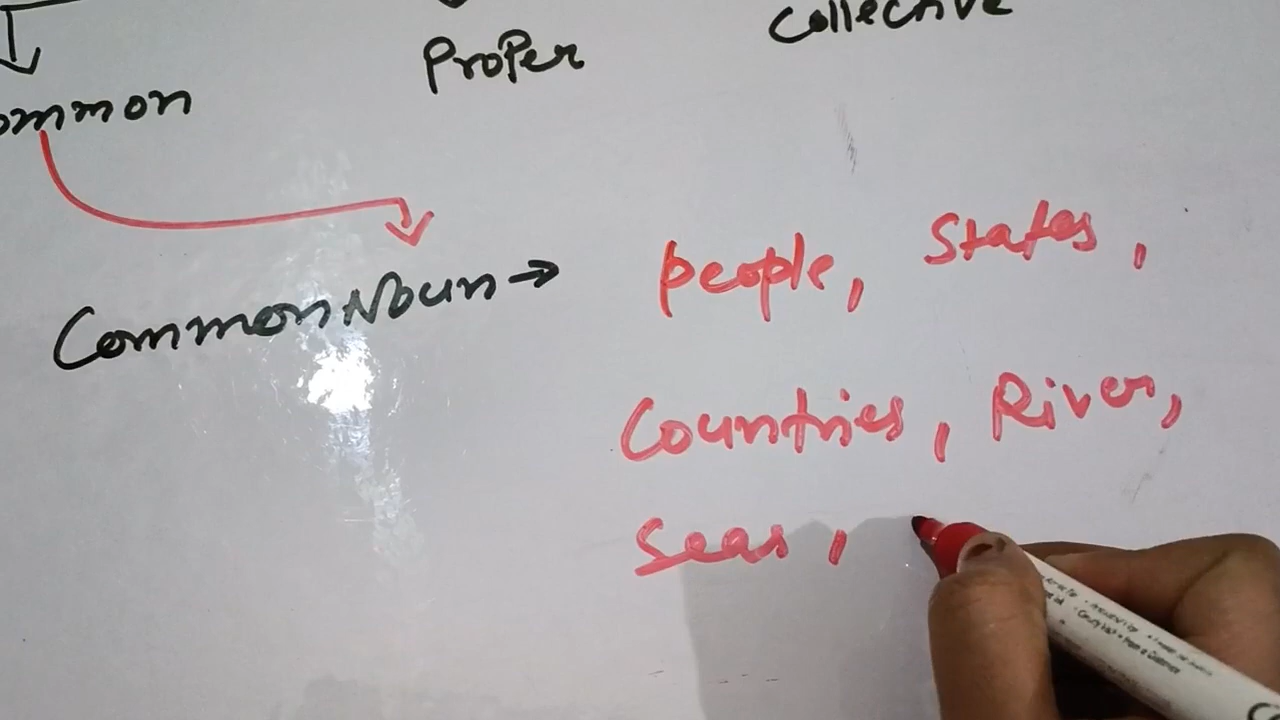 Collective
Proper
ommon
Common Noun →
people, States,
Countries, River,
Seas,